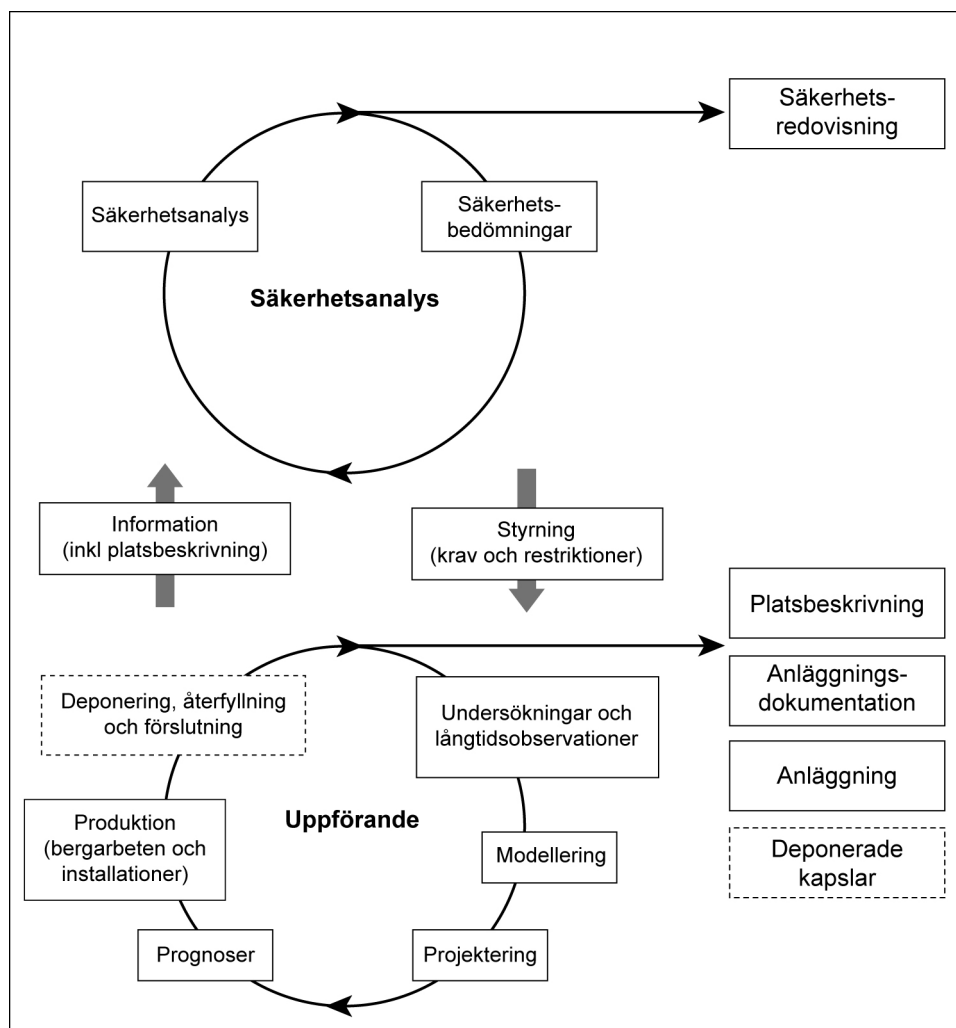 Säkerhets-
redovisning
Säkerhetsanalys
Säkerhets-
bedömningar
Säkerhetsanalys
Information
(inkl platsbeskrivning)
Styrning
(krav och restriktioner)
Platsbeskrivning
Anläggnings-
dokumentation
Anläggning
Deponerade
kapslar
Deponering, återfyllning
och förslutning
Undersökningar och
långtidsobservationer
Uppförande
Produktion
(bergarbeten och
installationer)
Modellering
Prognoser
Projektering